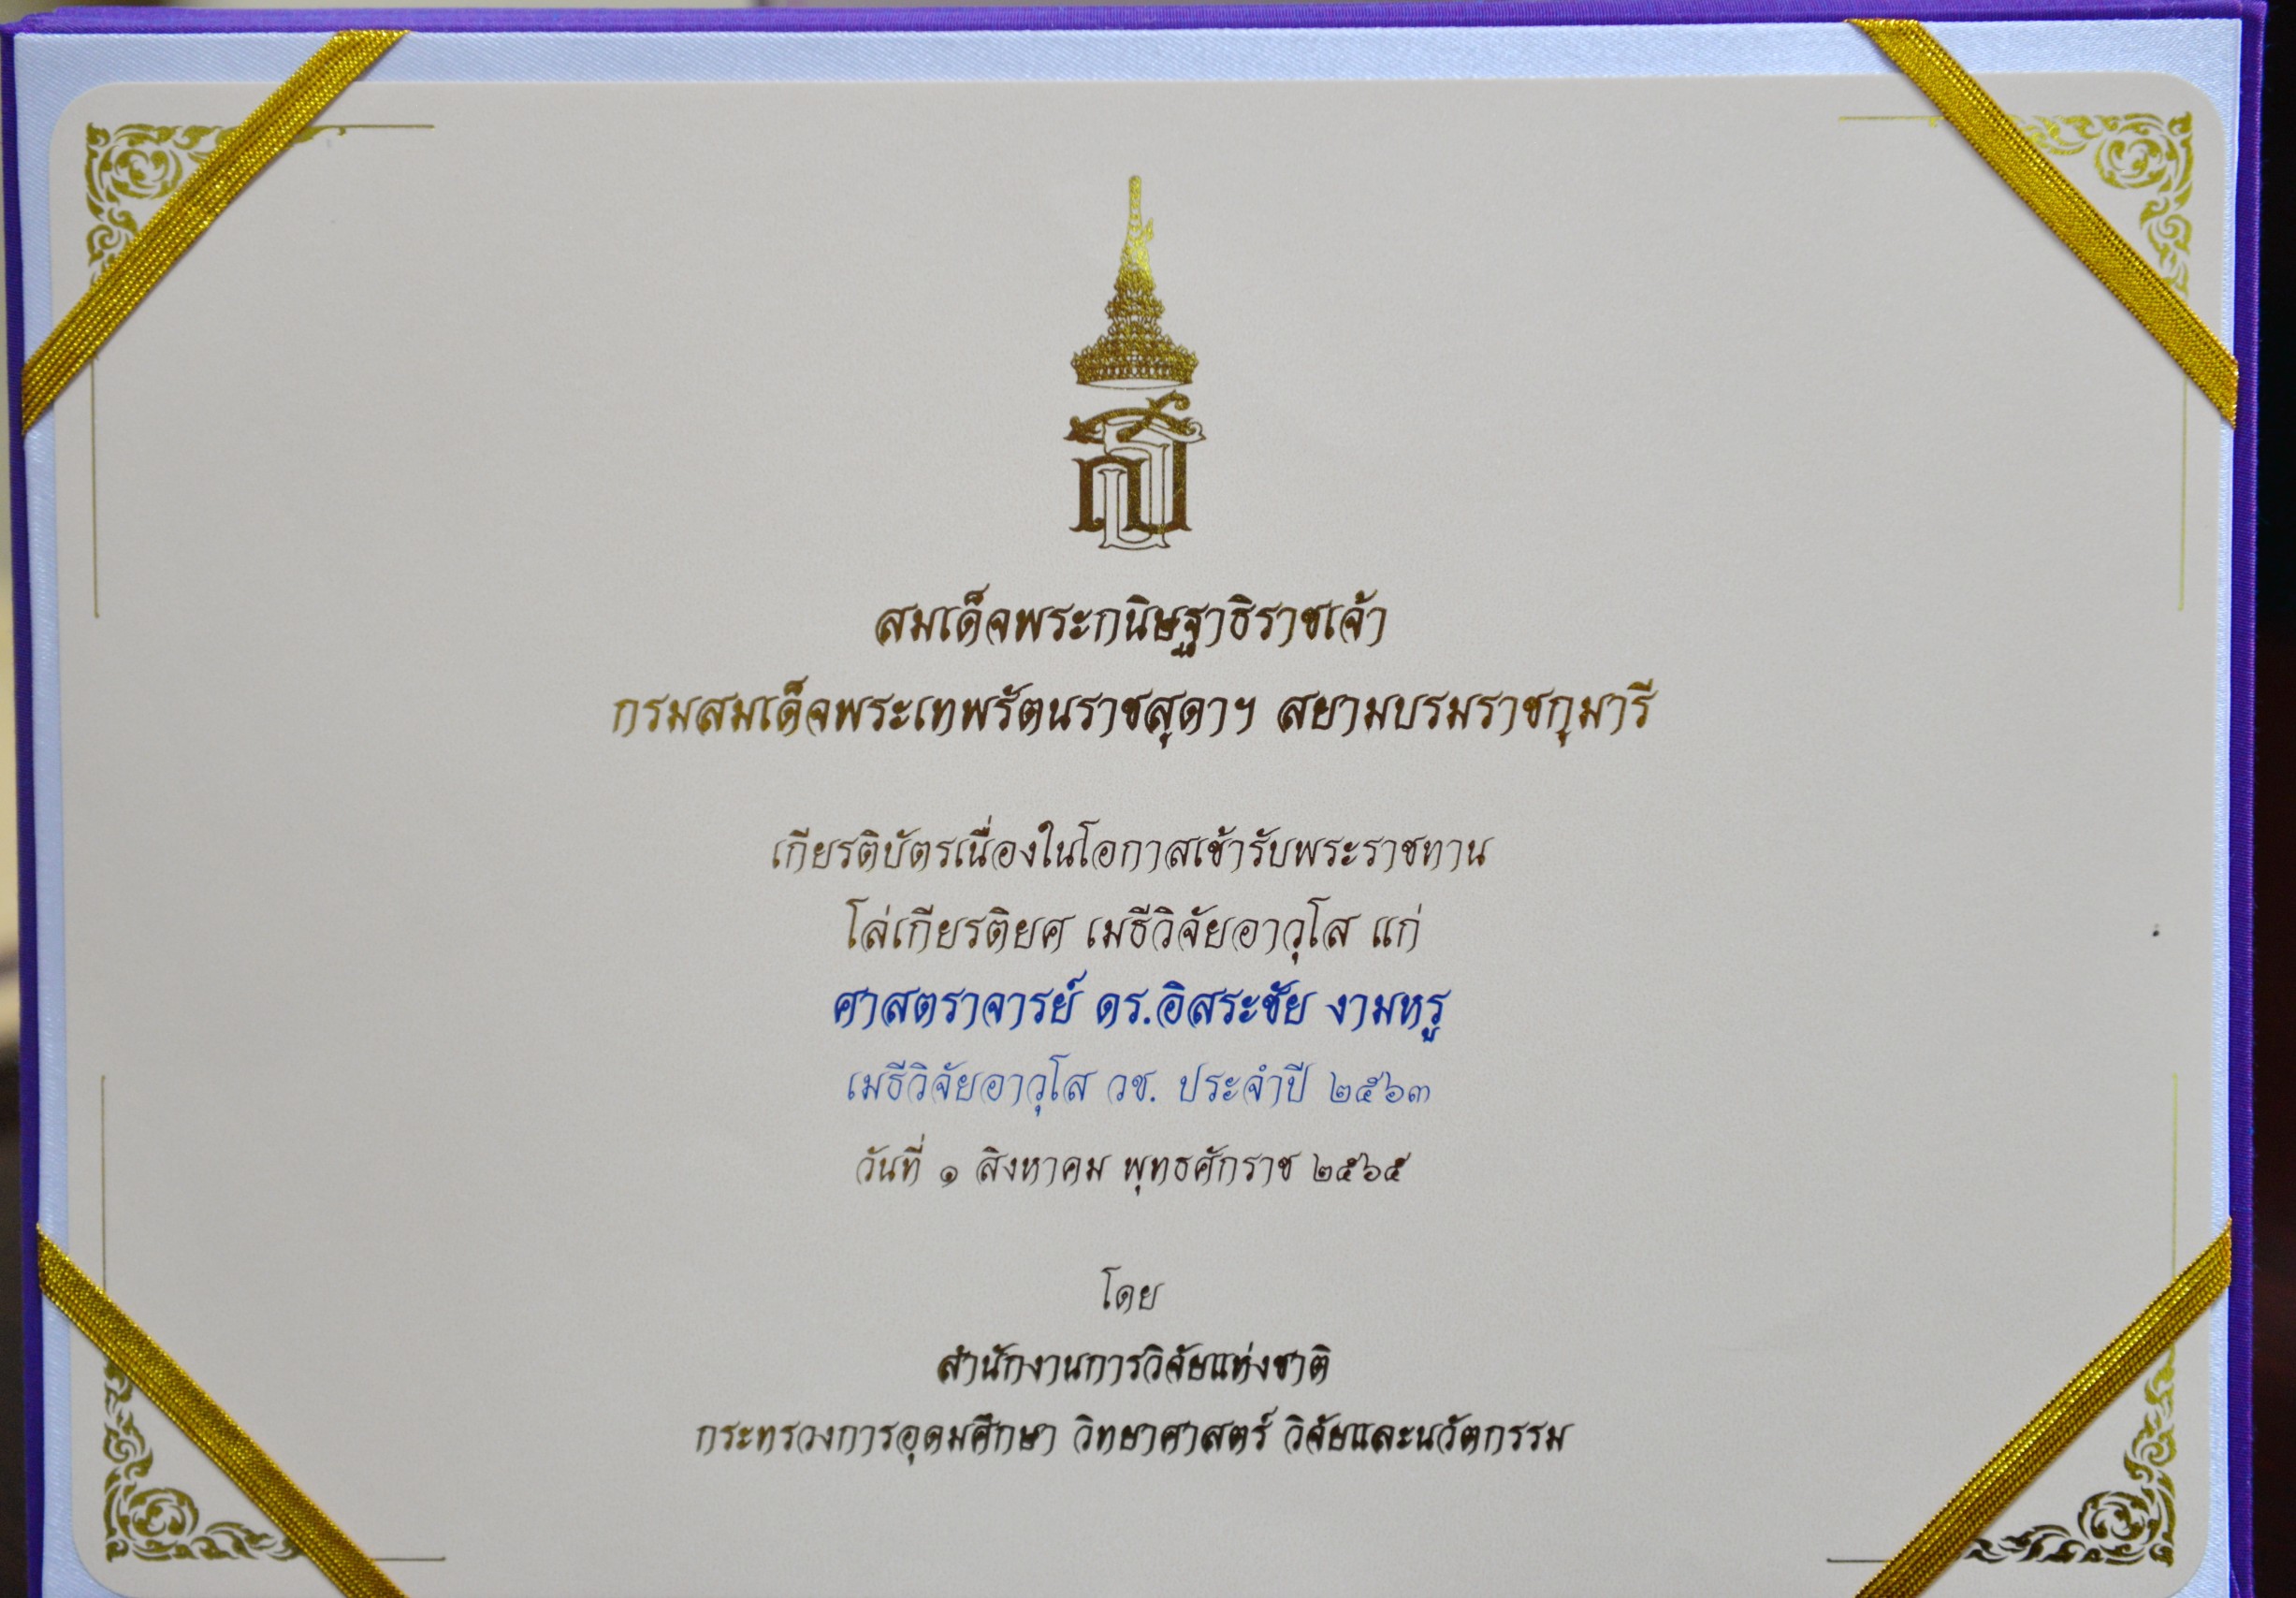 สมเด็จพระกนิษฐาธิราชเจ้า
กรมสมเด็จพระเทพรัตนราชสุดาฯ สยามบรมราชกุมารี
เกียรติบัตรเนื่องในโอกาสเข้ารับพระราชทาน
โล่เกียรติยศ เมธีวิจัยอาวุโส แก่
ศาสตราจารย์ ดร.อิสระชัย งามหรู
เมธีวิจัยอาวุโส วช. ประจำปี ๒๕๖๓
วันที่ ๑ สิงหาคม พุทธศักราช ๒๕๖๕
โดย
สำนักงานการวิจัยแห่งชาติ
กระทรวงการอุดมศึกษา วิทยาศาสตร์ วิจัยและนวัตกรรม